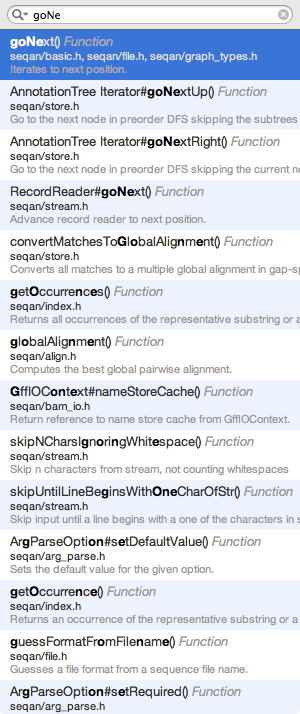 goNe
goNext() Function
seqan/basic.h, seqan/file.h, seqan/graph_types.h
Iterates to next position.
AnnotationTree Iterator#goNextUp() Function
seqan/store.h
Go to the next node in preorder DFS skipping the subtrees
AnnotationTree Iterator#goNextRight() Function
seqan/store.h
Go to the next node in preorder DFS skipping the current n
RecordReader#goNext() Function
seqan/stream.h
Advance record reader to next position.
convertMatchesToGlobalAlignment() Function
seqan/store.h
Converts all matches to a multiple global alignment in gap-sp
getOccurrences() Function
seqan/index.h
Returns all occurrences of the representative substring or a
globalAlignment() Function
seqan/align.h
Computes the best global pairwise alignment.
GffIOContext#nameStoreCache() Function
seqan/bam_io.h
Return reference to name store cache from GffIOContext.
skipNCharsIgnoringWhitespace() Function
seqan/stream.h
Skip n characters from stream, not counting whitespaces
skipUntilLineBeginsWithOneCharOfStr() Function
seqan/stream.h
Skip input until a line begins with a one of the characters in s
ArgParseOption#setDefaultValue() Function
seqan/arg_parse.h
Sets the default value for the given option.
getOccurrence() Function
seqan/index.h
Returns an occurrence of the representative substring or a
guessFormatFromFilename() Function
seqan/file.h
Guesses a file format from a sequence file name.
ArgParseOption#setRequired() Function
seqan/arg_parse.h